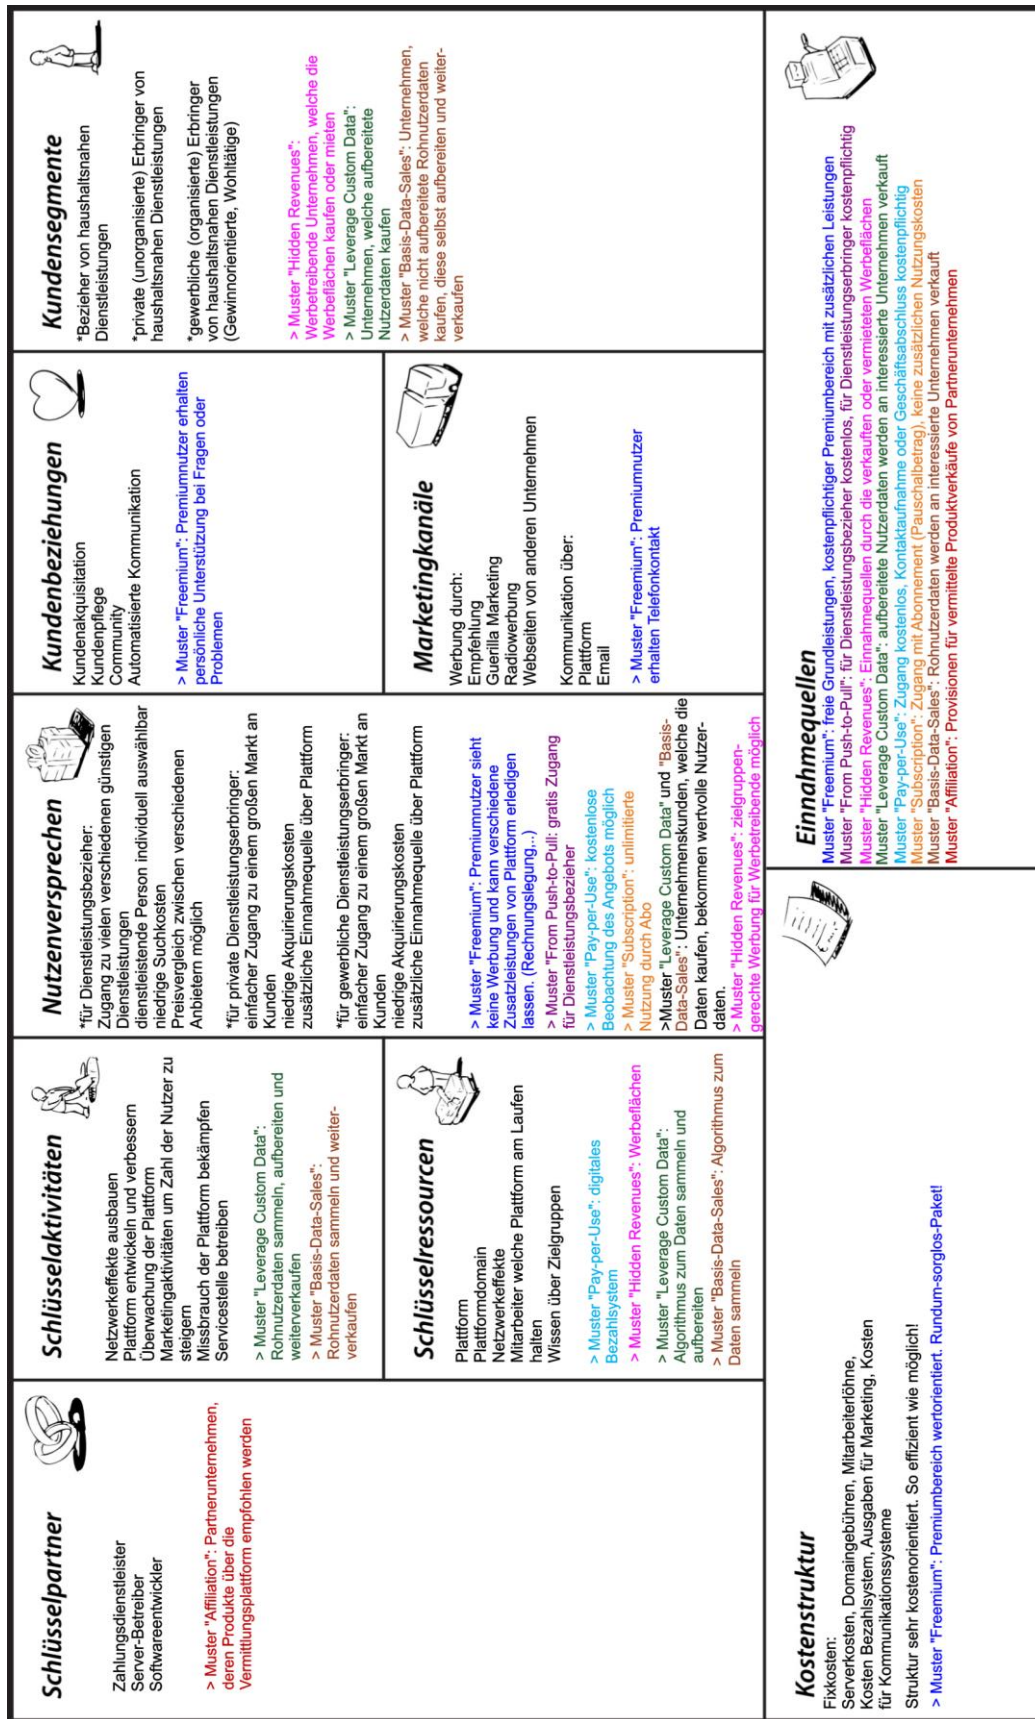 Schlüsselpartner
Zahlungsdienstleister
Server-Betreiber
Softwareentwickler
> Muster "Affiliation": Partnerunternehmen,
deren Produkte über die
Vermittlungsplattform empfohlen werden
Schlüsselaktivitäten
Netzwerkeffekte ausbauen
Plattform entwickeln und verbessern
Überwachung der Plattform
Marketingaktivitäten um Zahl der Nutzer zu
steigern
Missbrauch der Plattform bekämpfen
Servicestelle betreiben
> Muster "Leverage Custom Data":
Rohnutzerdaten sammeln, aufbereiten und
weiterverkaufen
> Muster "Basis-Data-Sales":
Rohnutzerdaten sammeln und weiter-
verkaufen
Schlüsselressourcen
Plattform
Plattformdomain
Netzwerkeffekte
Mitarbeiter welche Plattform am Laufen
halten
Wissen über Zielgruppen
> Muster "Pay-per-Use": digitales
Bezahlsystem
> Muster "Hidden Revenues": Werbeflächen
> Muster "Leverage Custom Data":
Algorithmus zum Daten sammeln und
aufbereiten
> Muster "Basis-Data-Sales": Algorithmus zum
Daten sammeln
Nutzenversprechen
*für Dienstleistungsbezieher:
Zugang zu vielen verschiedenen günstigen
Dienstleistungen
dienstleistende Person individuell auswählbar
niedrige Suchkosten
Preisvergleich zwischen verschiedenen
Anbietern möglich
*für private Dienstleistungserbringer:
einfacher Zugang zu einem großen Markt an
Kunden
niedrige Akquirierungskosten
zusätzliche Einnahmequelle über Plattform
*für gewerbliche Dienstleistungserbringer:
einfacher Zugang zu einem großen Markt an
Kunden
niedrige Akquirierungskosten
zusätzliche Einnahmequelle über Plattform
> Muster "Freemium": Premiumnutzer sieht
keine Werbung und kann verschiedene
Zusatzleistungen von Plattform erledigen
lassen. (Rechnungslegung,..)
> Muster "From Push-to-Pull: gratis Zugang
für Dienstleistungsbezieher
> Muster "Pay-per-Use": kostenlose
Beobachtung des Angebots möglich
> Muster "Subscription": unlimitierte
Nutzung durch Abo
>Muster "Leverage Custom Data" und "Basis-
Data-Sales": Unternehmenskunden, welche die
Daten kaufen, bekommen wertvolle Nutzer-
daten.
> Muster "Hidden Revenues": zielgruppen-
gerechte Werbung für Werbetreibende möglich
Kundenbeziehungen
Kundenakquisitation
Kundenpflege
Community
Automatisierte Kommunikation
> Muster "Freemium": Premiumnutzer erhalten
persönliche Unterstützung bei Fragen oder
Problemen
Marketingkanäle
Werbung durch:
Empfehlung
Guerilla Marketing
Radiowerbung
Webseiten von anderen Unternehmen
Kommunikation über:
Plattform
Email
> Muster "Freemium": Premiumnutzer
erhalten Telefonkontakt
Kundensegmente
*Bezieher von haushaltsnahen
Dienstleistungen
*private (unorganisierte) Erbringer von
haushaltsnahen Dienstleistungen
*gewerbliche (organisierte) Erbringer
von haushaltsnahen Dienstleistungen
(Gewinnorientierte, Wohltätige)
> Muster "Hidden Revenues":
Werbetreibende Unternehmen, welche die
Werbeflächen kaufen oder mieten
> Muster "Leverage Custom Data":
Unternehmen, welche aufbereitete
Nutzerdaten kaufen
> Muster "Basis-Data-Sales": Unternehmen,
welche nicht aufbereitete Rohnutzerdaten
kaufen, diese selbst aufbereiten und weiter-
verkaufen
Kostenstruktur
Fixkosten:
Serverkosten, Domaingebühren, Mitarbeiterlöhne,
Kosten Bezahlsystem, Ausgaben für Marketing, Kosten
für Kommunikationssysteme
Struktur sehr kostenorientiert. So effizient wie möglich!
> Muster "Freemium": Premiumbereich wertorientiert. Rundum-sorglos-Paket!
Einnahmequellen
Muster "Freemium": freie Grundleistungen, kostenpflichtiger Premiumbereich mit zusätzlichen Leistungen
Muster "From Push-to-Pull": für Dienstleistungsbezieher kostenlos, für Dienstleistungserbringer kostenpflichtig
Muster "Hidden Revenues": Einnahmequellen durch die verkauften oder vermieteten Werbeflächen
Muster "Leverage Custom Data": aufbereitete Nutzerdaten werden an interessierte Unternehmen verkauft
Muster "Pay-per-Use": Zugang kostenlos, Kontaktaufnahme oder Geschäftsabschluss kostenpflichtig
Muster "Subscription": Zugang mit Abonnement (Pauschalbetrag), keine zusätzlichen Nutzungskosten
Muster "Basis-Data-Sales": Rohnutzerdaten werden an interessierte Unternehmen verkauft
Muster "Affiliation": Provisionen für vermittelte Produktverkäufe von Partnerunternehmen